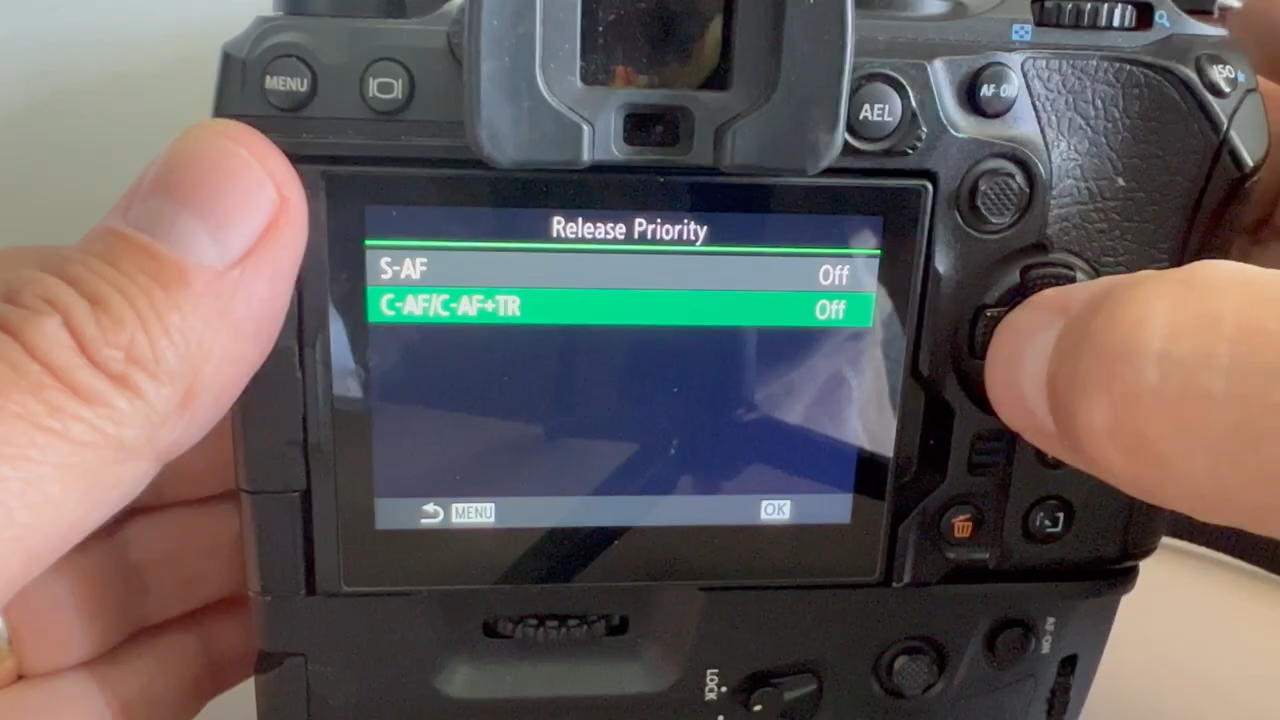 MENU
AEL
AF-ON
ISO
Release Priority
S-AF Off
C-AF/C-AF+TR Off
MENU OK
LOCK
AF-ON